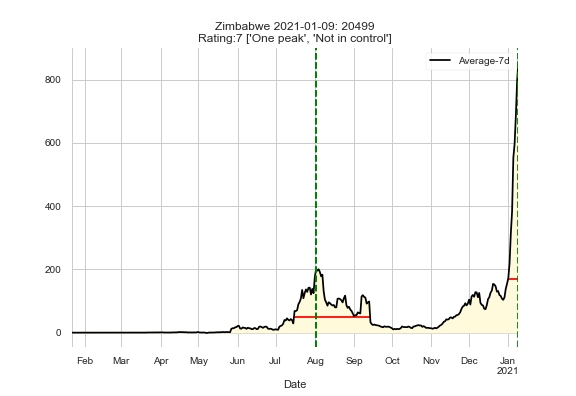 Zimbabwe 2021-01-09: 20499
Rating:7 ['One peak', 'Not in control']
Average-7d
800
600
400
200
0
Feb Mar Apr May Jun Jul Aug Sep Oct Nov Dec Jan
2021
Date